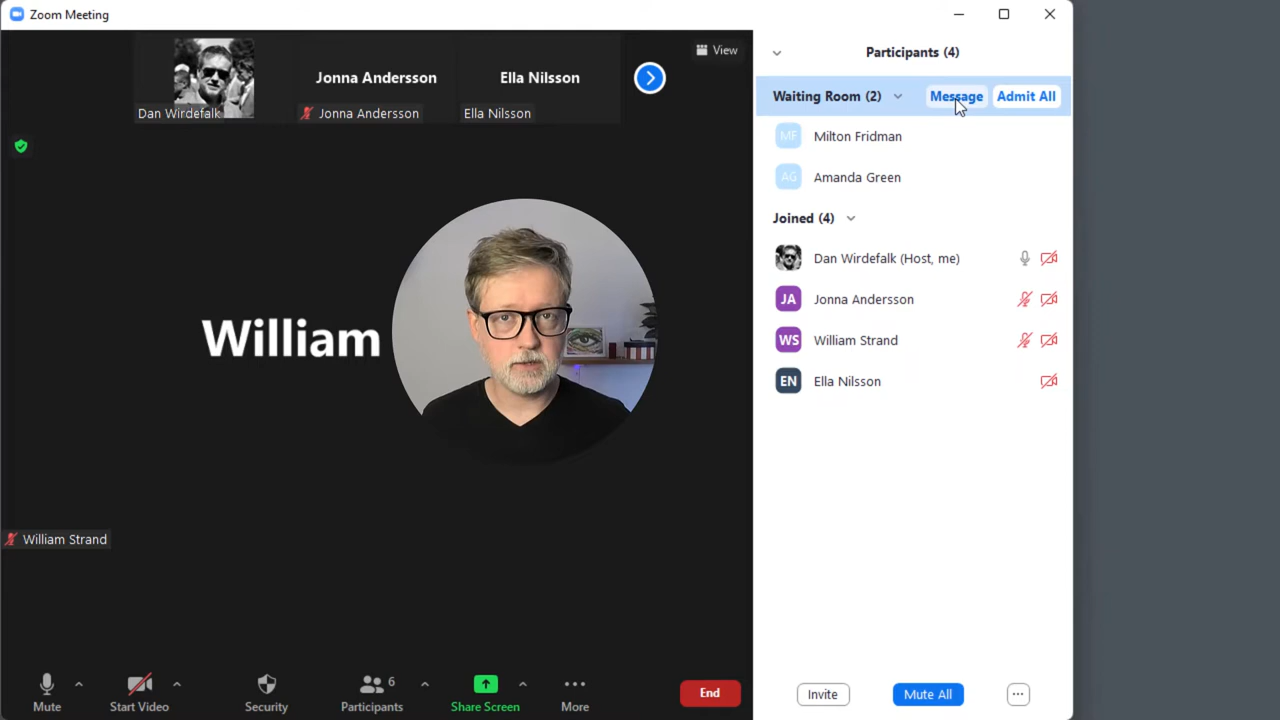 Zoom Meeting
View
Jonna Andersson
Ella Nilsson
Dan Wirdefalk
Jonna Andersson
Ella Nilsson
William
William Strand
Participants (4)
Waiting Room (2)
Message
Admit All
MF
Milton Fridman
AG
Amanda Green
Joined (4)
Dan Wirdefalk (Host, me)
JA
Jonna Andersson
WS
William Strand
EN
Ella Nilsson
Mute
Start Video
Security
6
Participants
Share Screen
More
End
Invite
Mute All